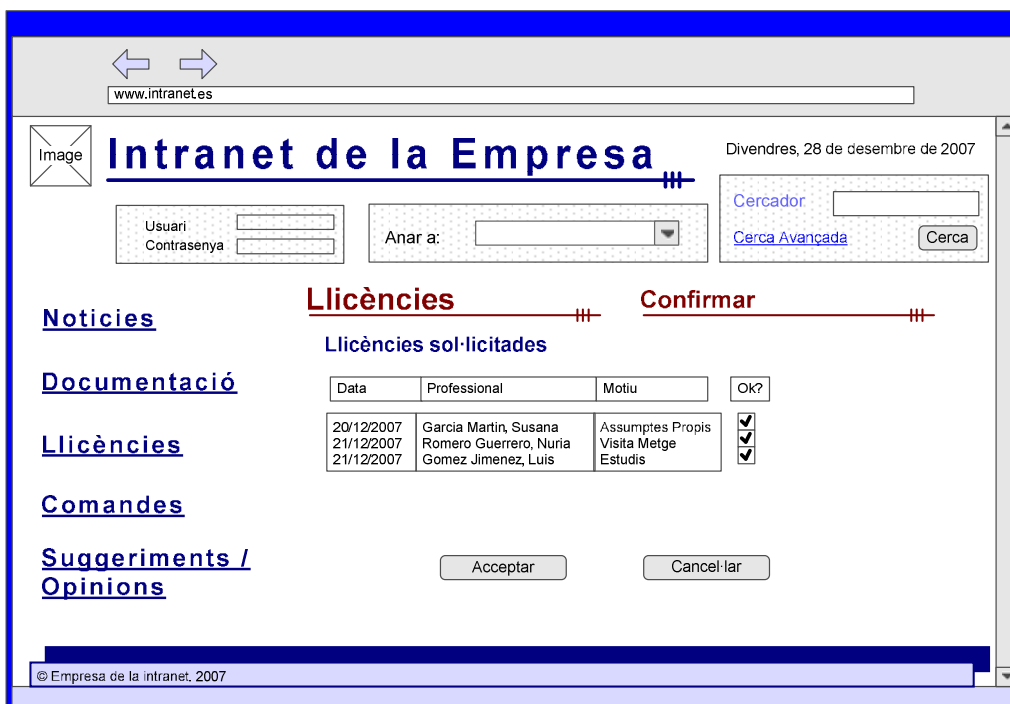 www.intranet.es
Image
Intranet de la Empresa
Divendres, 28 de desembre de 2007
Usuari
Contrasenya
Anar a:
Cercador
Cerca Avançada
Cerca
Noticies
Documentació
Llicències
Comandes
Suggeriments /
Opinions
Llicències
Confirmar
Llicències sol·licitades
Data Professional Motiu Ok?
20/12/2007 Garcia Martin, Susana Assumptes Propis
21/12/2007 Romero Guerrero, Nuria Visita Metge
21/12/2007 Gomez Jimenez, Luis Estudis
Acceptar
Cancel·lar
© Empresa de la intranet. 2007